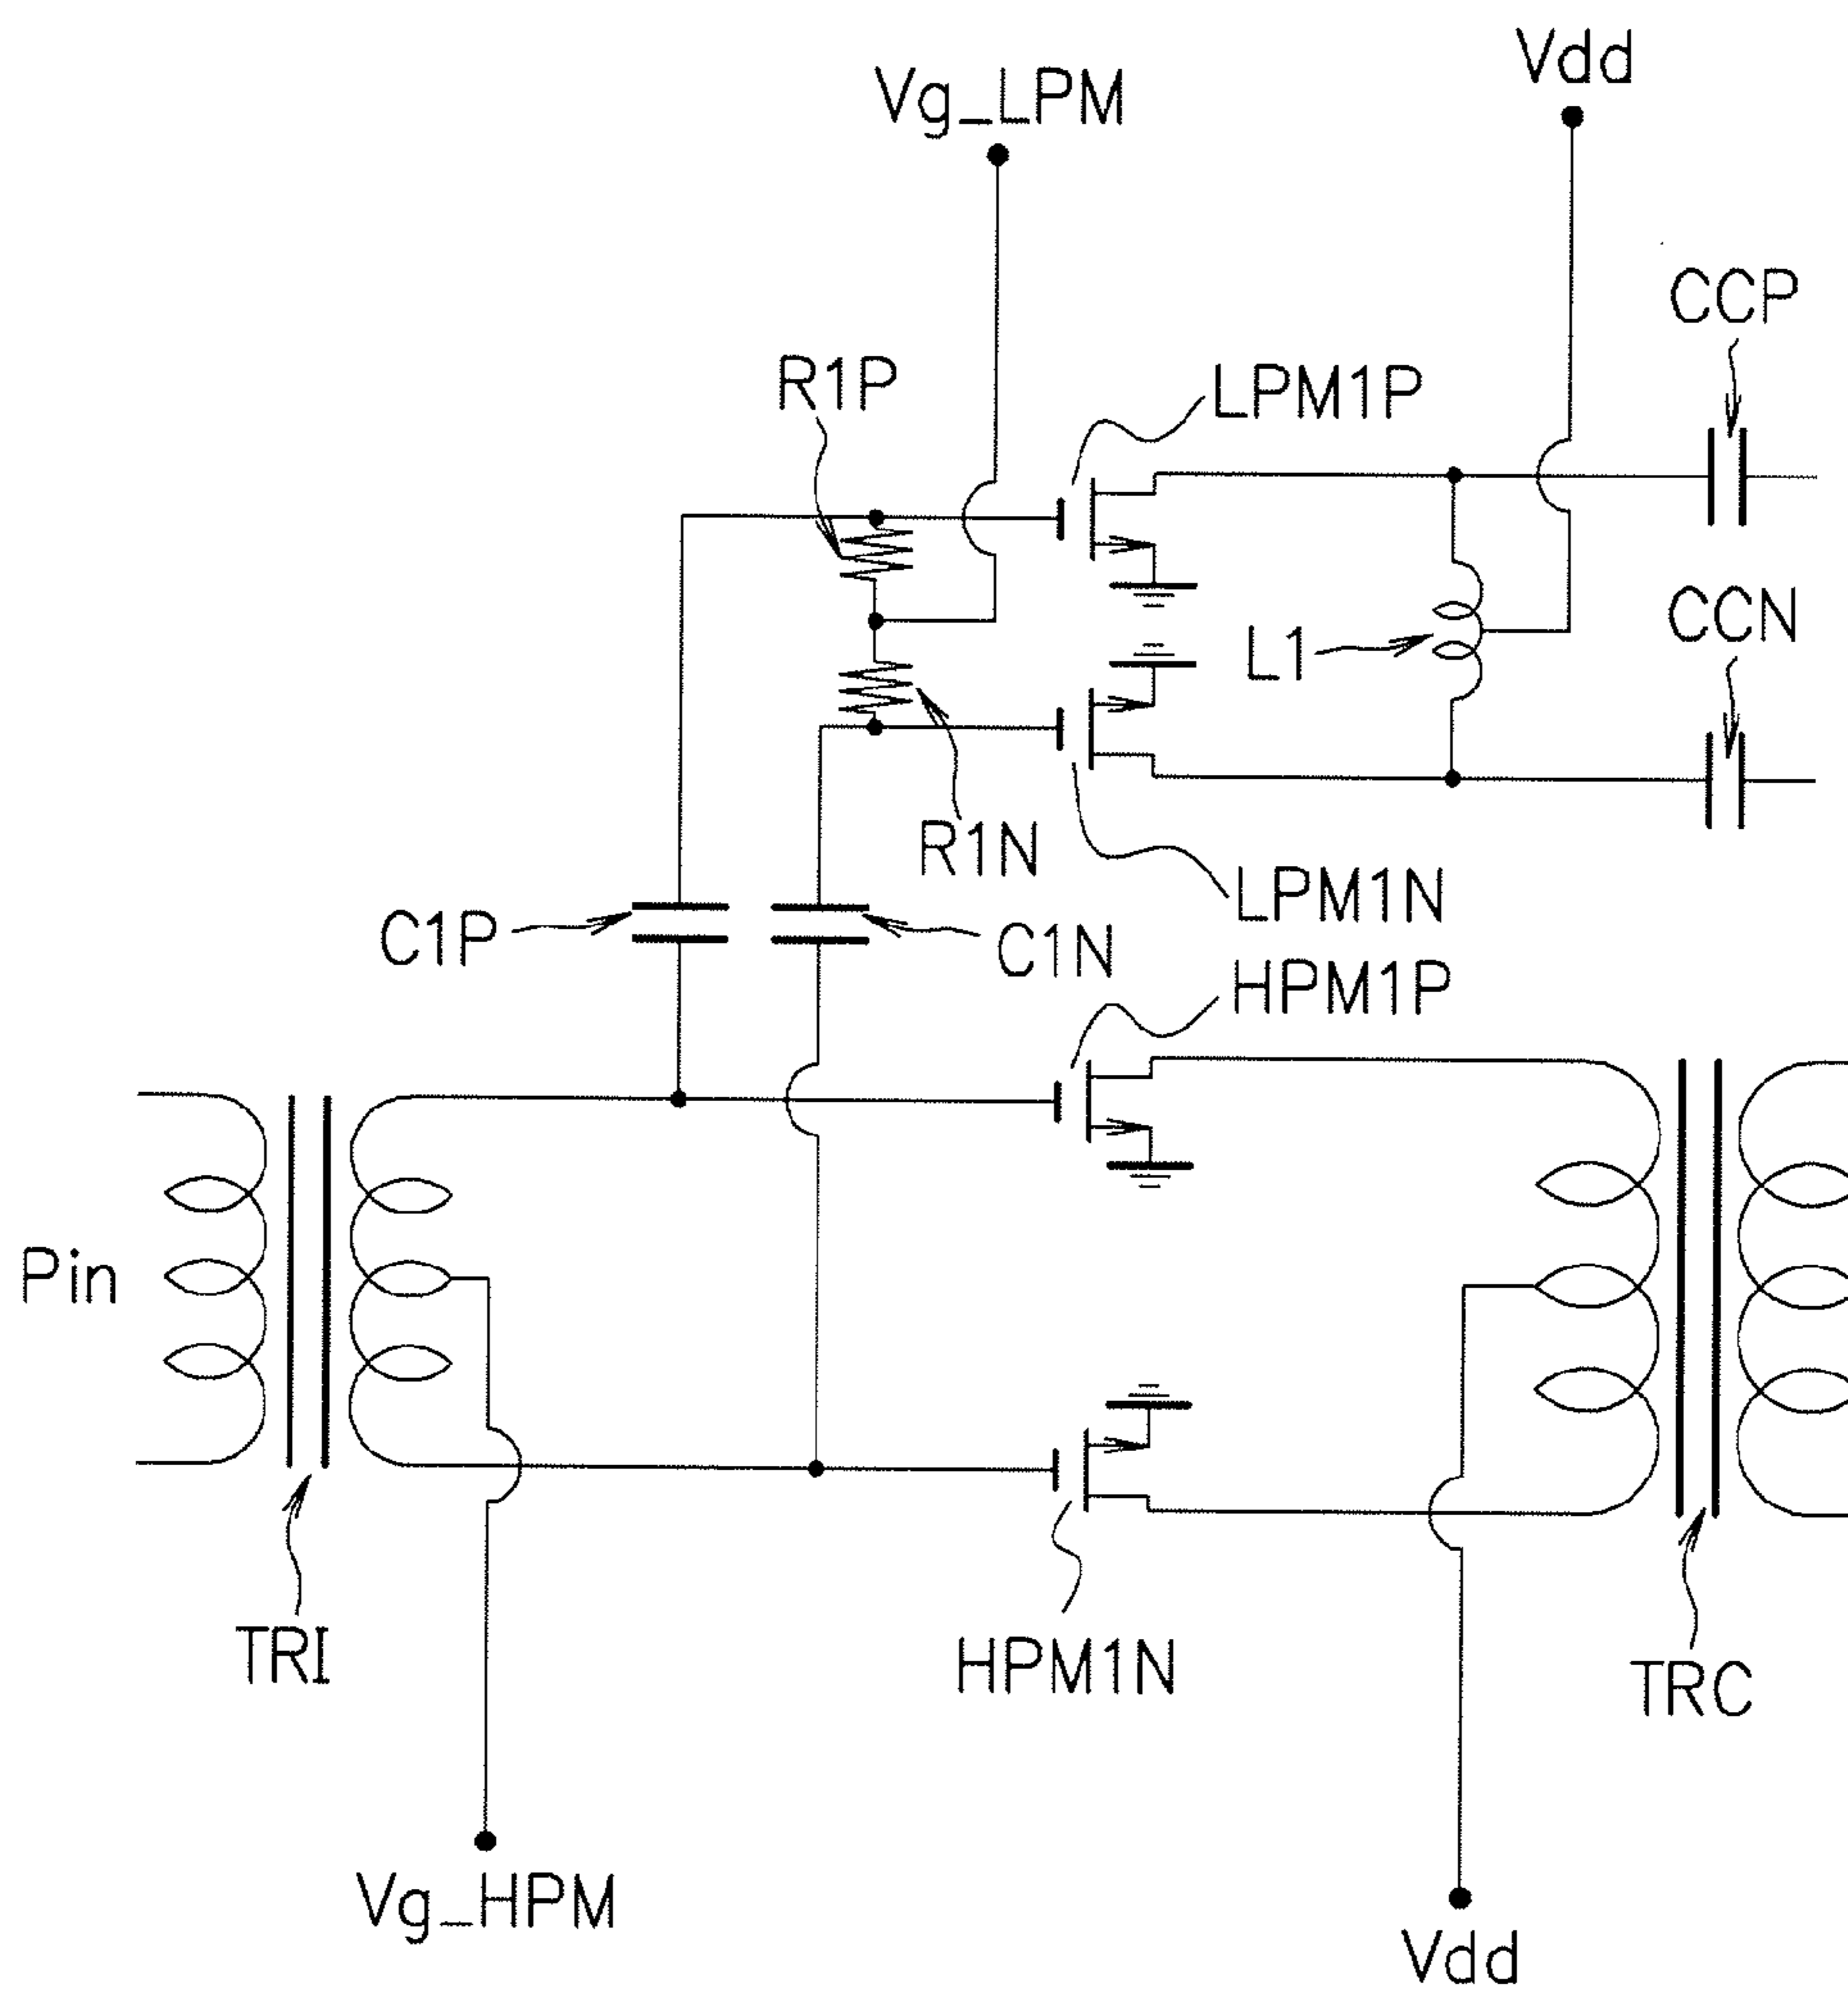 Vdd
Vg_LPM
CCP
R1P
LPM1P
CCN
L1
R1N
LPM1N
C1P
C1N
HPM1P
Pin
TRI
HPM1N
TRC
Vg_HPM
Vdd